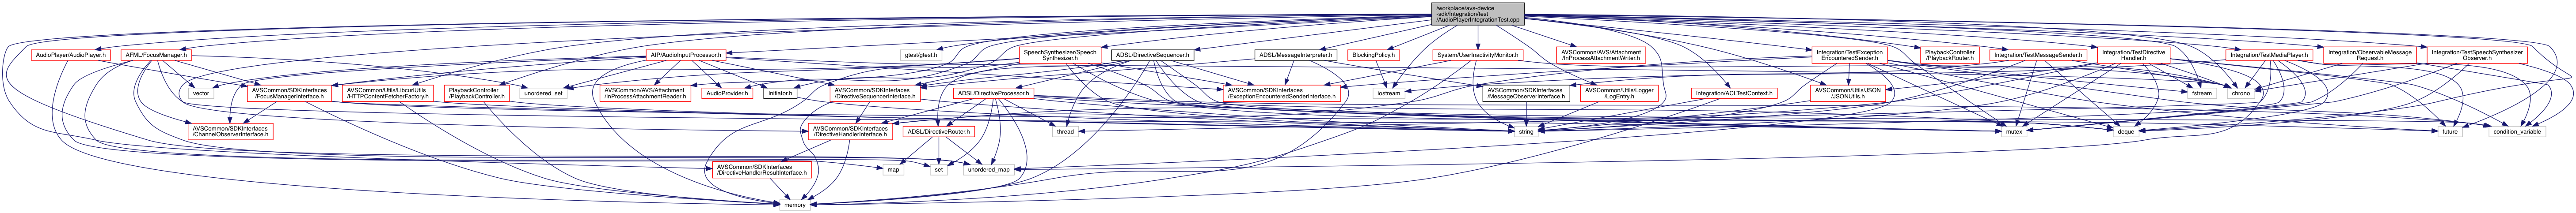 /workplace/avs-device
-sdk/Integration/test
/AudioPlayerIntegrationTest.cpp
AudioPlayer/AudioPlayer.h
AFML/FocusManager.h
AIP/AudioInputProcessor.h
gtest/gtest.h
SpeechSynthesizer/Speech
Synthesizer.h
ADSL/DirectiveSequencer.h
ADSL/MessageInterpreter.h
BlockingPolicy.h
System/UserInactivityMonitor.h
AVSCommon/AVS/Attachment
/InProcessAttachmentWriter.h
Integration/TestException
EncounteredSender.h
PlaybackController
/PlaybackRouter.h
Integration/TestMessageSender.h
Integration/TestDirective
Handler.h
Integration/TestMediaPlayer.h
Integration/ObservableMessage
Request.h
Integration/TestSpeechSynthesizer
Observer.h
vector
AVSCommon/SDKInterfaces
/FocusManagerInterface.h
AVSCommon/Utils/LibcurlUtils
/HTTPContentFetcherFactory.h
PlaybackController
/PlaybackController.h
unordered_set
AVSCommon/AVS/Attachment
/InProcessAttachmentReader.h
AudioProvider.h
Initiator.h
AVSCommon/SDKInterfaces
/DirectiveSequencerInterface.h
ADSL/DirectiveProcessor.h
AVSCommon/SDKInterfaces
/ExceptionEncounteredSenderInterface.h
iostream
AVSCommon/SDKInterfaces
/MessageObserverInterface.h
AVSCommon/Utils/Logger
/LogEntry.h
Integration/ACLTestContext.h
AVSCommon/Utils/JSON
/JSONUtils.h
fstream
chrono
AVSCommon/SDKInterfaces
/ChannelObserverInterface.h
AVSCommon/SDKInterfaces
/DirectiveHandlerInterface.h
ADSL/DirectiveRouter.h
thread
string
mutex
deque
future
condition_variable
AVSCommon/SDKInterfaces
/DirectiveHandlerResultInterface.h
map
set
unordered_map
memory